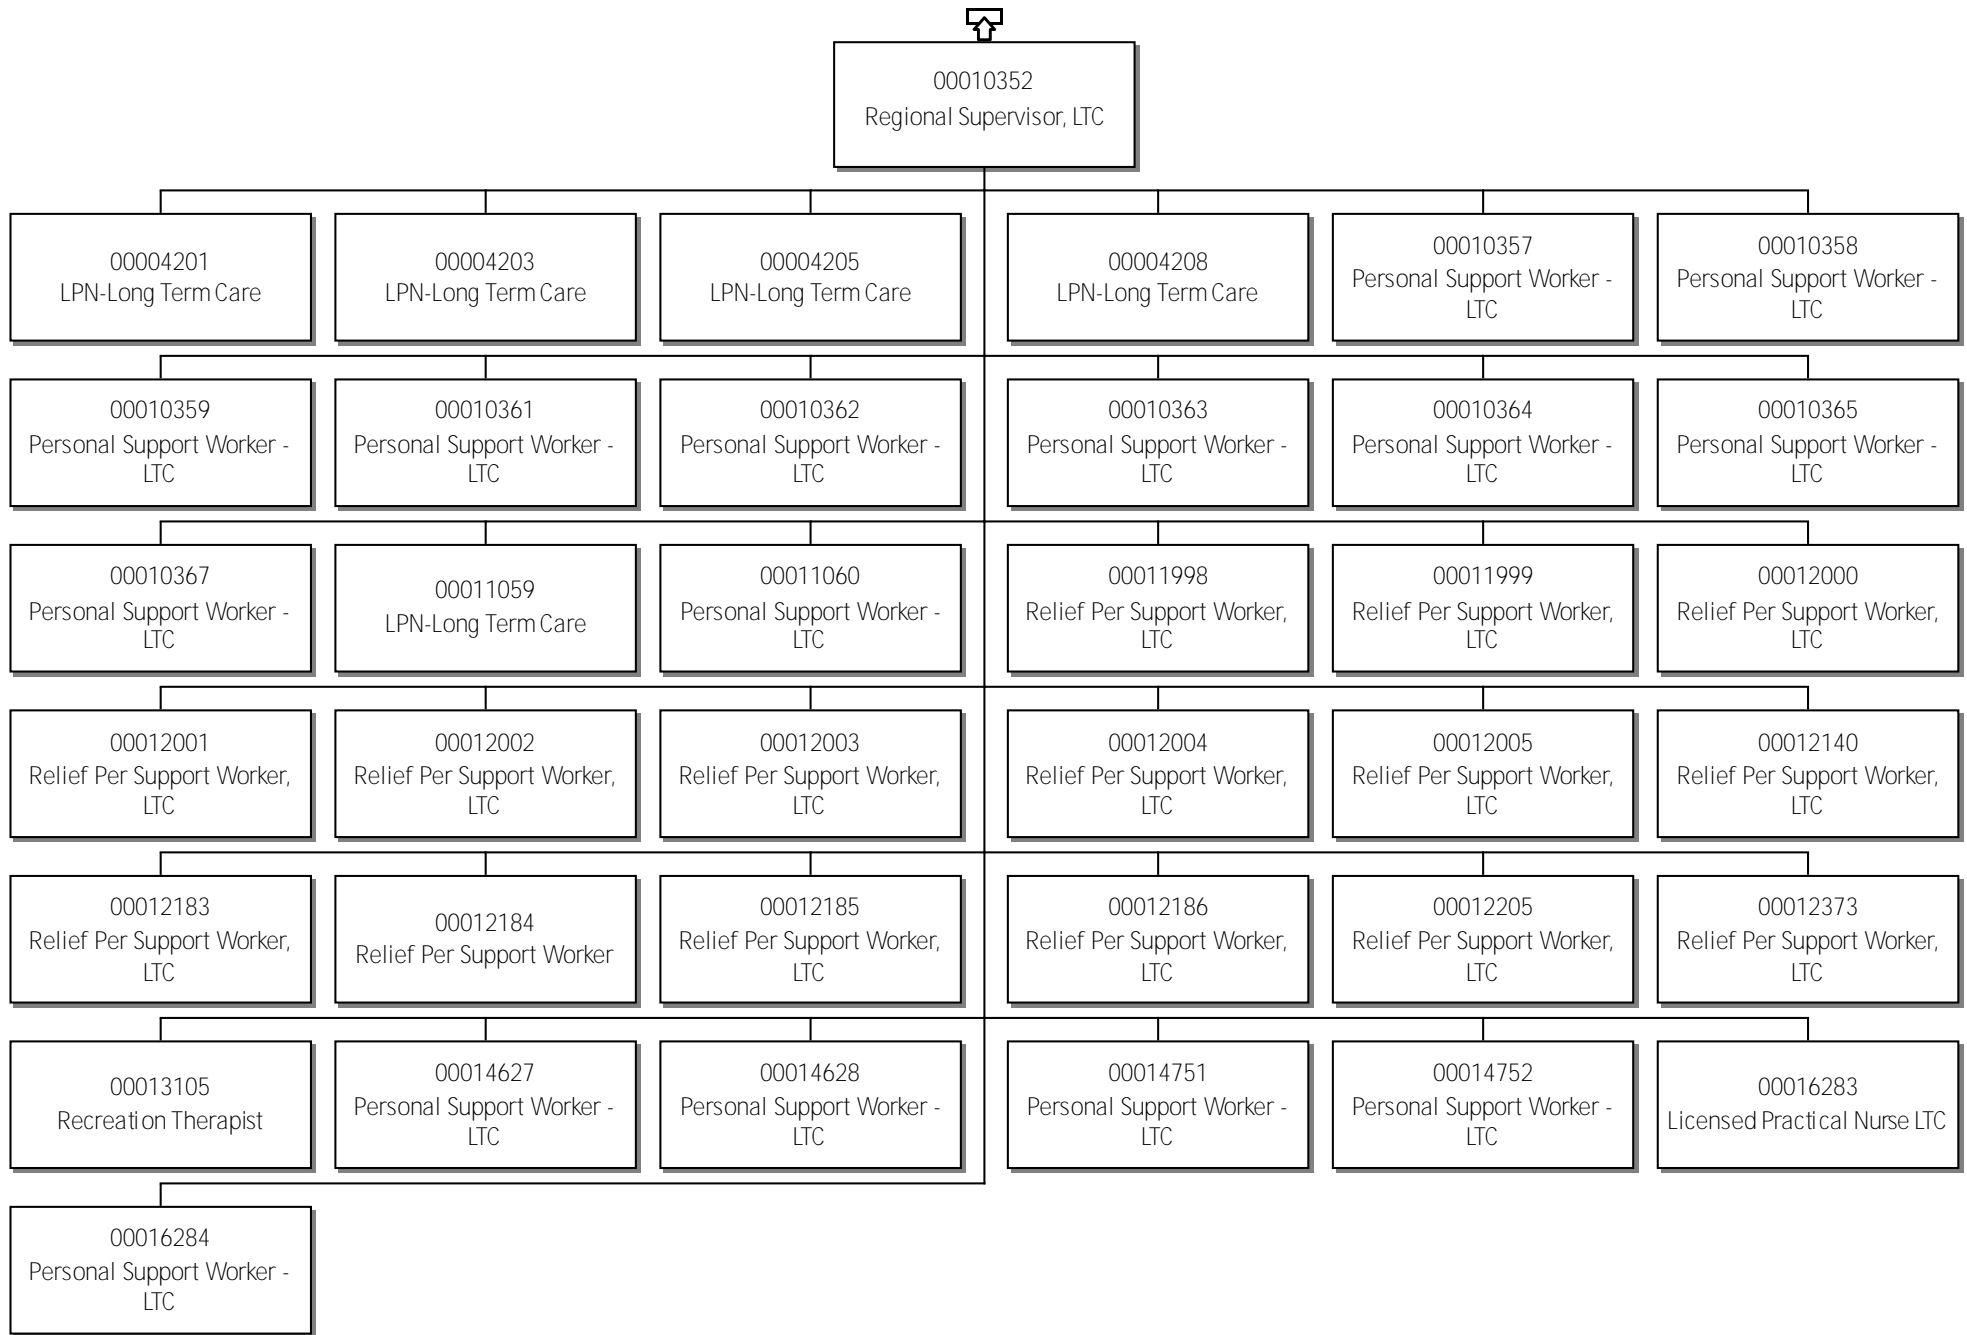 00010352
Regional Supervisor, LTC
00004201
LPN-Long Term Care
00004203
LPN-Long Term Care
00004205
LPN-Long Term Care
00004208
LPN-Long Term Care
00010357
Personal Support Worker -
LTC
00010358
Personal Support Worker -
LTC
00010359
Personal Support Worker -
LTC
00010361
Personal Support Worker -
LTC
00010362
Personal Support Worker -
LTC
00010363
Personal Support Worker -
LTC
00010364
Personal Support Worker -
LTC
00010365
Personal Support Worker -
LTC
00010367
Personal Support Worker -
LTC
00011059
LPN-Long Term Care
00011060
Personal Support Worker -
LTC
00011998
Relief Per Support Worker,
LTC
00011999
Relief Per Support Worker,
LTC
00012000
Relief Per Support Worker,
LTC
00012001
Relief Per Support Worker,
LTC
00012002
Relief Per Support Worker,
LTC
00012003
Relief Per Support Worker,
LTC
00012004
Relief Per Support Worker,
LTC
00012005
Relief Per Support Worker,
LTC
00012140
Relief Per Support Worker,
LTC
00012183
Relief Per Support Worker,
LTC
00012184
Relief Per Support Worker
00012185
Relief Per Support Worker,
LTC
00012186
Relief Per Support Worker,
LTC
00012205
Relief Per Support Worker,
LTC
00012373
Relief Per Support Worker,
LTC
00013105
Recreation Therapist
00014627
Personal Support Worker -
LTC
00014628
Personal Support Worker -
LTC
00014751
Personal Support Worker -
LTC
00014752
Personal Support Worker -
LTC
00016283
Licensed Practical Nurse LTC
00016284
Personal Support Worker -
LTC